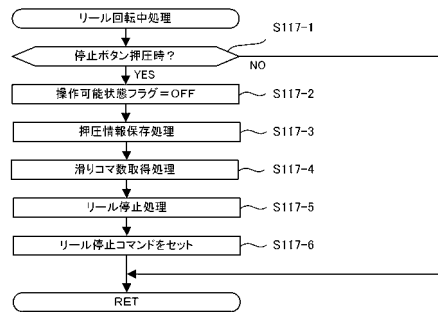 リール回転中処理
停止ボタン押圧時？
S117-1
NO
YES
操作可能状態フラグ＝OFF
S117-2
押圧情報保存処理
S117-3
滑りコマ数取得処理
S117-4
リール停止処理
S117-5
リール停止コマンドをセット
S117-6
RET